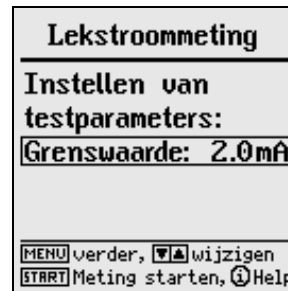 Lekstroommeting
Instellen van
testparameters:
Grenswaarde: 2.0mA
MENU verder, ▼▲ wijzigen
START Meting starten, ⓘ Help